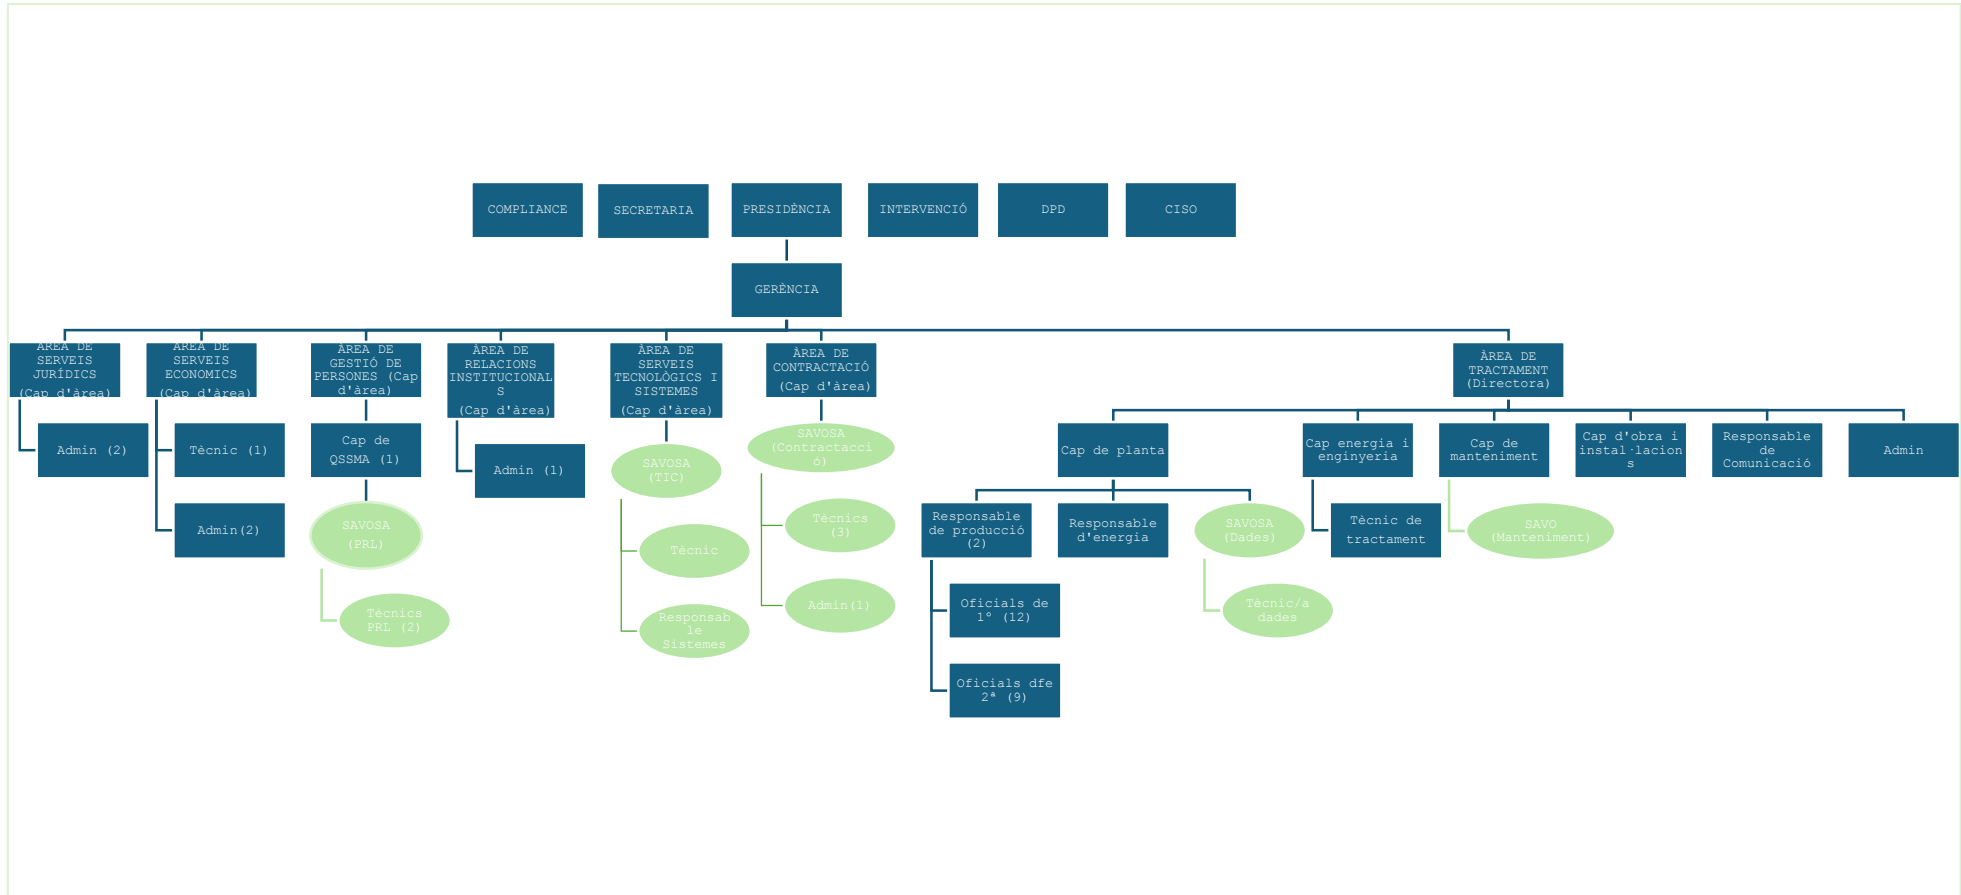 COMPLIANCE
SECRETARIA
PRESIDÈNCIA
INTERVENCIÓ
DPD
CISO
GERÈNCIA
ÀREA DE
SERVEIS
JURÍDICS
(Cap d'àrea)
ÀREA DE
SERVEIS
ECONOMICS
(Cap d'àrea)
ÀREA DE
GESTIÓ DE
PERSONES (Cap
d'àrea)
ÀREA DE
RELACIONS
INSTITUCIONAL
S
(Cap d'àrea)
ÀREA DE
SERVEIS
TECNOLÒGICS I
SISTEMES
(Cap d'àrea)
ÀREA DE
CONTRACTACIÓ
(Cap d'àrea)
ÀREA DE
TRACTAMENT
(Directora)
Admin (2)
Tècnic (1)
Admin(2)
Cap de
QSSMA (1)
SAVOSA
(PRL)
Tècnics
PRL (2)
Admin (1)
SAVOSA
(TIC)
Tècnic
Responsab
le
Sistemes
SAVOSA
(Contractacci
ó)
Tècnics
(3)
Admin(1)
Cap de planta
Responsable
de producció
(2)
Oficials de
1º (12)
Oficials dfe
2ª (9)
Responsable
d'energia
SAVOSA
(Dades)
Tècnic/a
dades
Cap energia i
enginyeria
Tècnic de
tractament
Cap de
manteniment
SAVO
(Manteniment)
Cap d'obra i
instal·lacion
s
Responsable
de
Comunicació
Admin